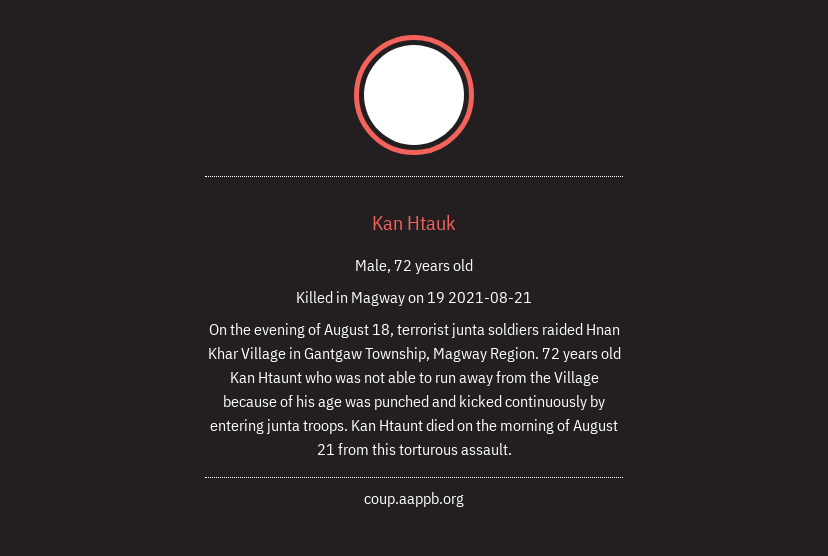 Kan Htauk
Male, 72 years old
Killed in Magway on 19 2021-08-21
On the evening of August 18, terrorist junta soldiers raided Hnan
Khar Village in Gantgaw Township, Magway Region. 72 years old
Kan Htaunt who was not able to run away from the Village
because of his age was punched and kicked continuously by
entering junta troops. Kan Htaunt died on the morning of August
21 from this torturous assault.
coup.aappb.org